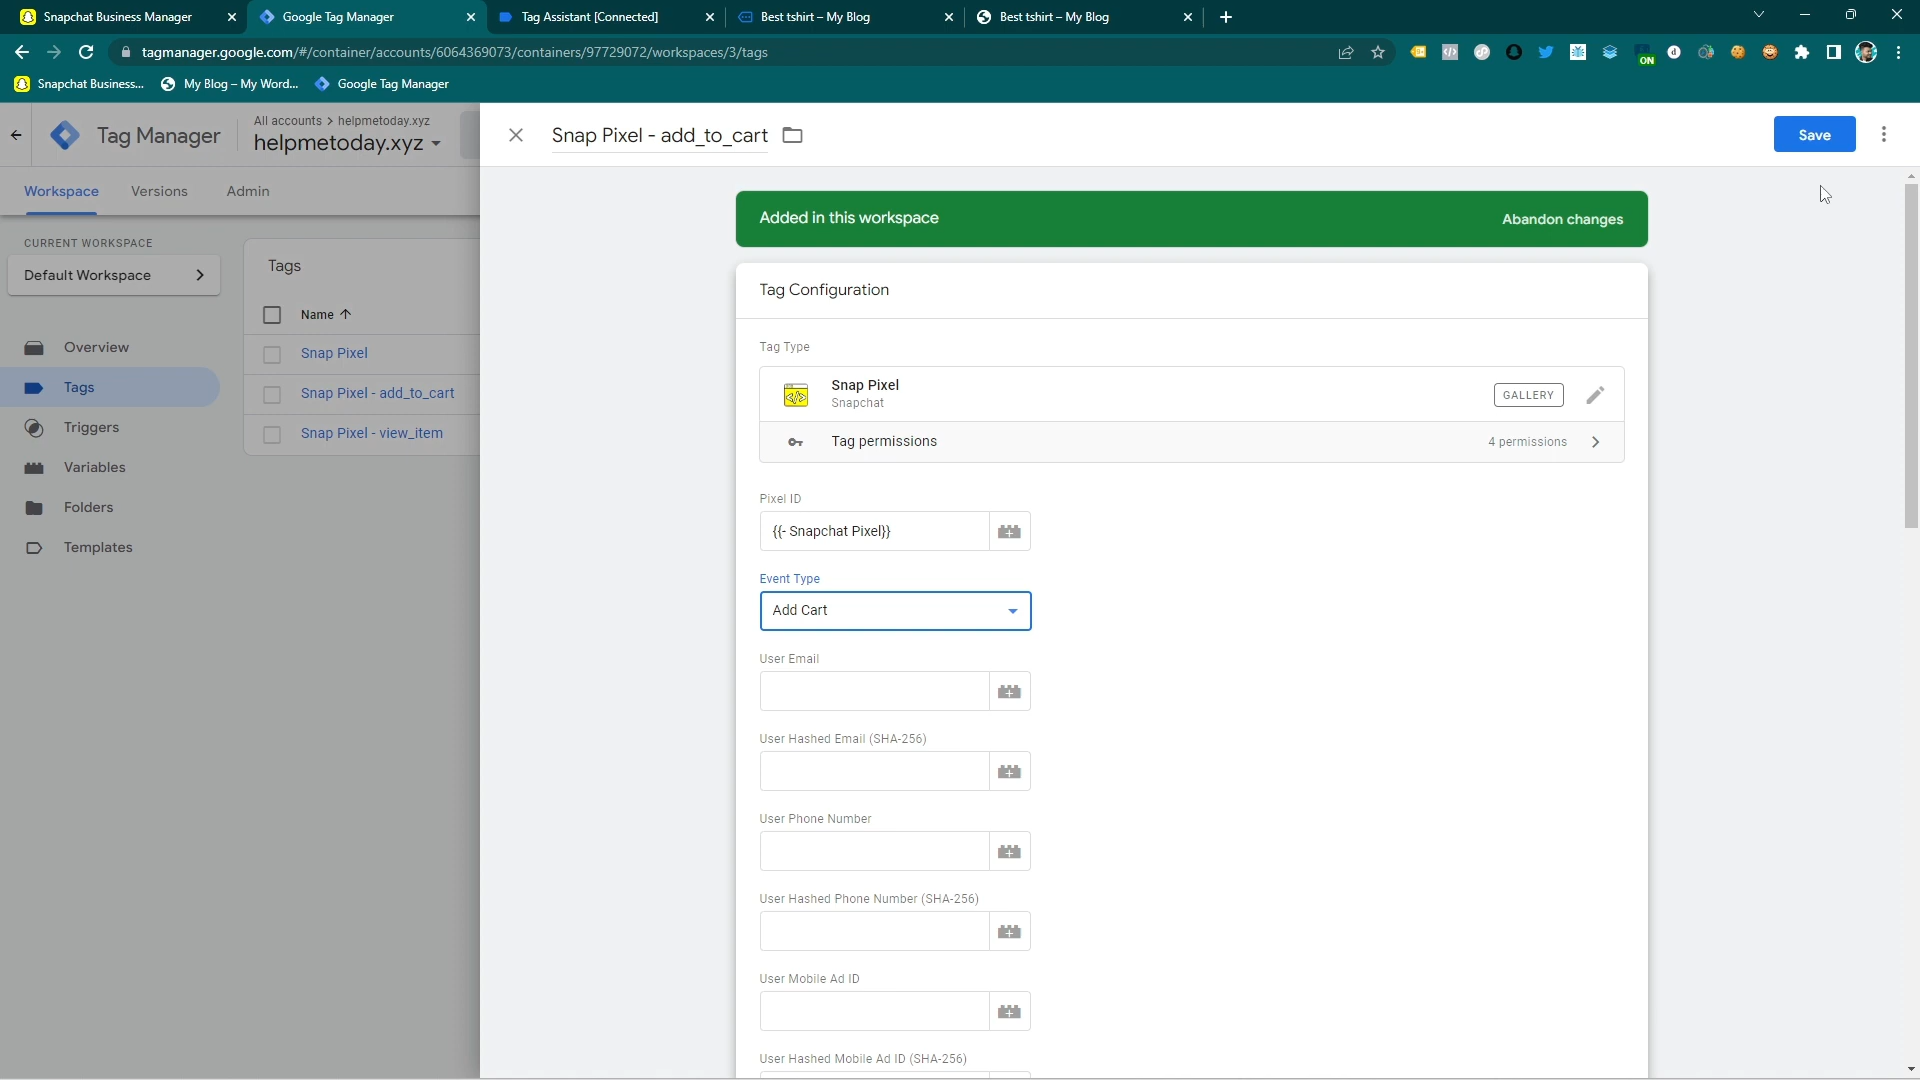 Snapchat Business Manager
Google Tag Manager
Tag Assistant [Connected]
Best tshirt – My Blog
Best tshirt – My Blog
tagmanager.google.com/#/container/accounts/6064369073/containers/97729072/workspaces/3/tags
ON
Snapchat Business...
My Blog – My Word...
Google Tag Manager
Tag Manager
All accounts > helpmetoday.xyz
helpmetoday.xyz
Snap Pixel - add_to_cart
Save
Workspace
Versions
Admin
Added in this workspace
Abandon changes
CURRENT WORKSPACE
Default Workspace
Tags
Name
Overview
Tags
Triggers
Variables
Folders
Templates
Snap Pixel
Snap Pixel - add_to_cart
Snap Pixel - view_item
Tag Configuration
Tag Type
Snap Pixel
Snapchat
GALLERY
Tag permissions
4 permissions
Pixel ID
{{- Snapchat Pixel}}
Event Type
Add Cart
User Email
User Hashed Email (SHA-256)
User Phone Number
User Hashed Phone Number (SHA-256)
User Mobile Ad ID
User Hashed Mobile Ad ID (SHA-256)